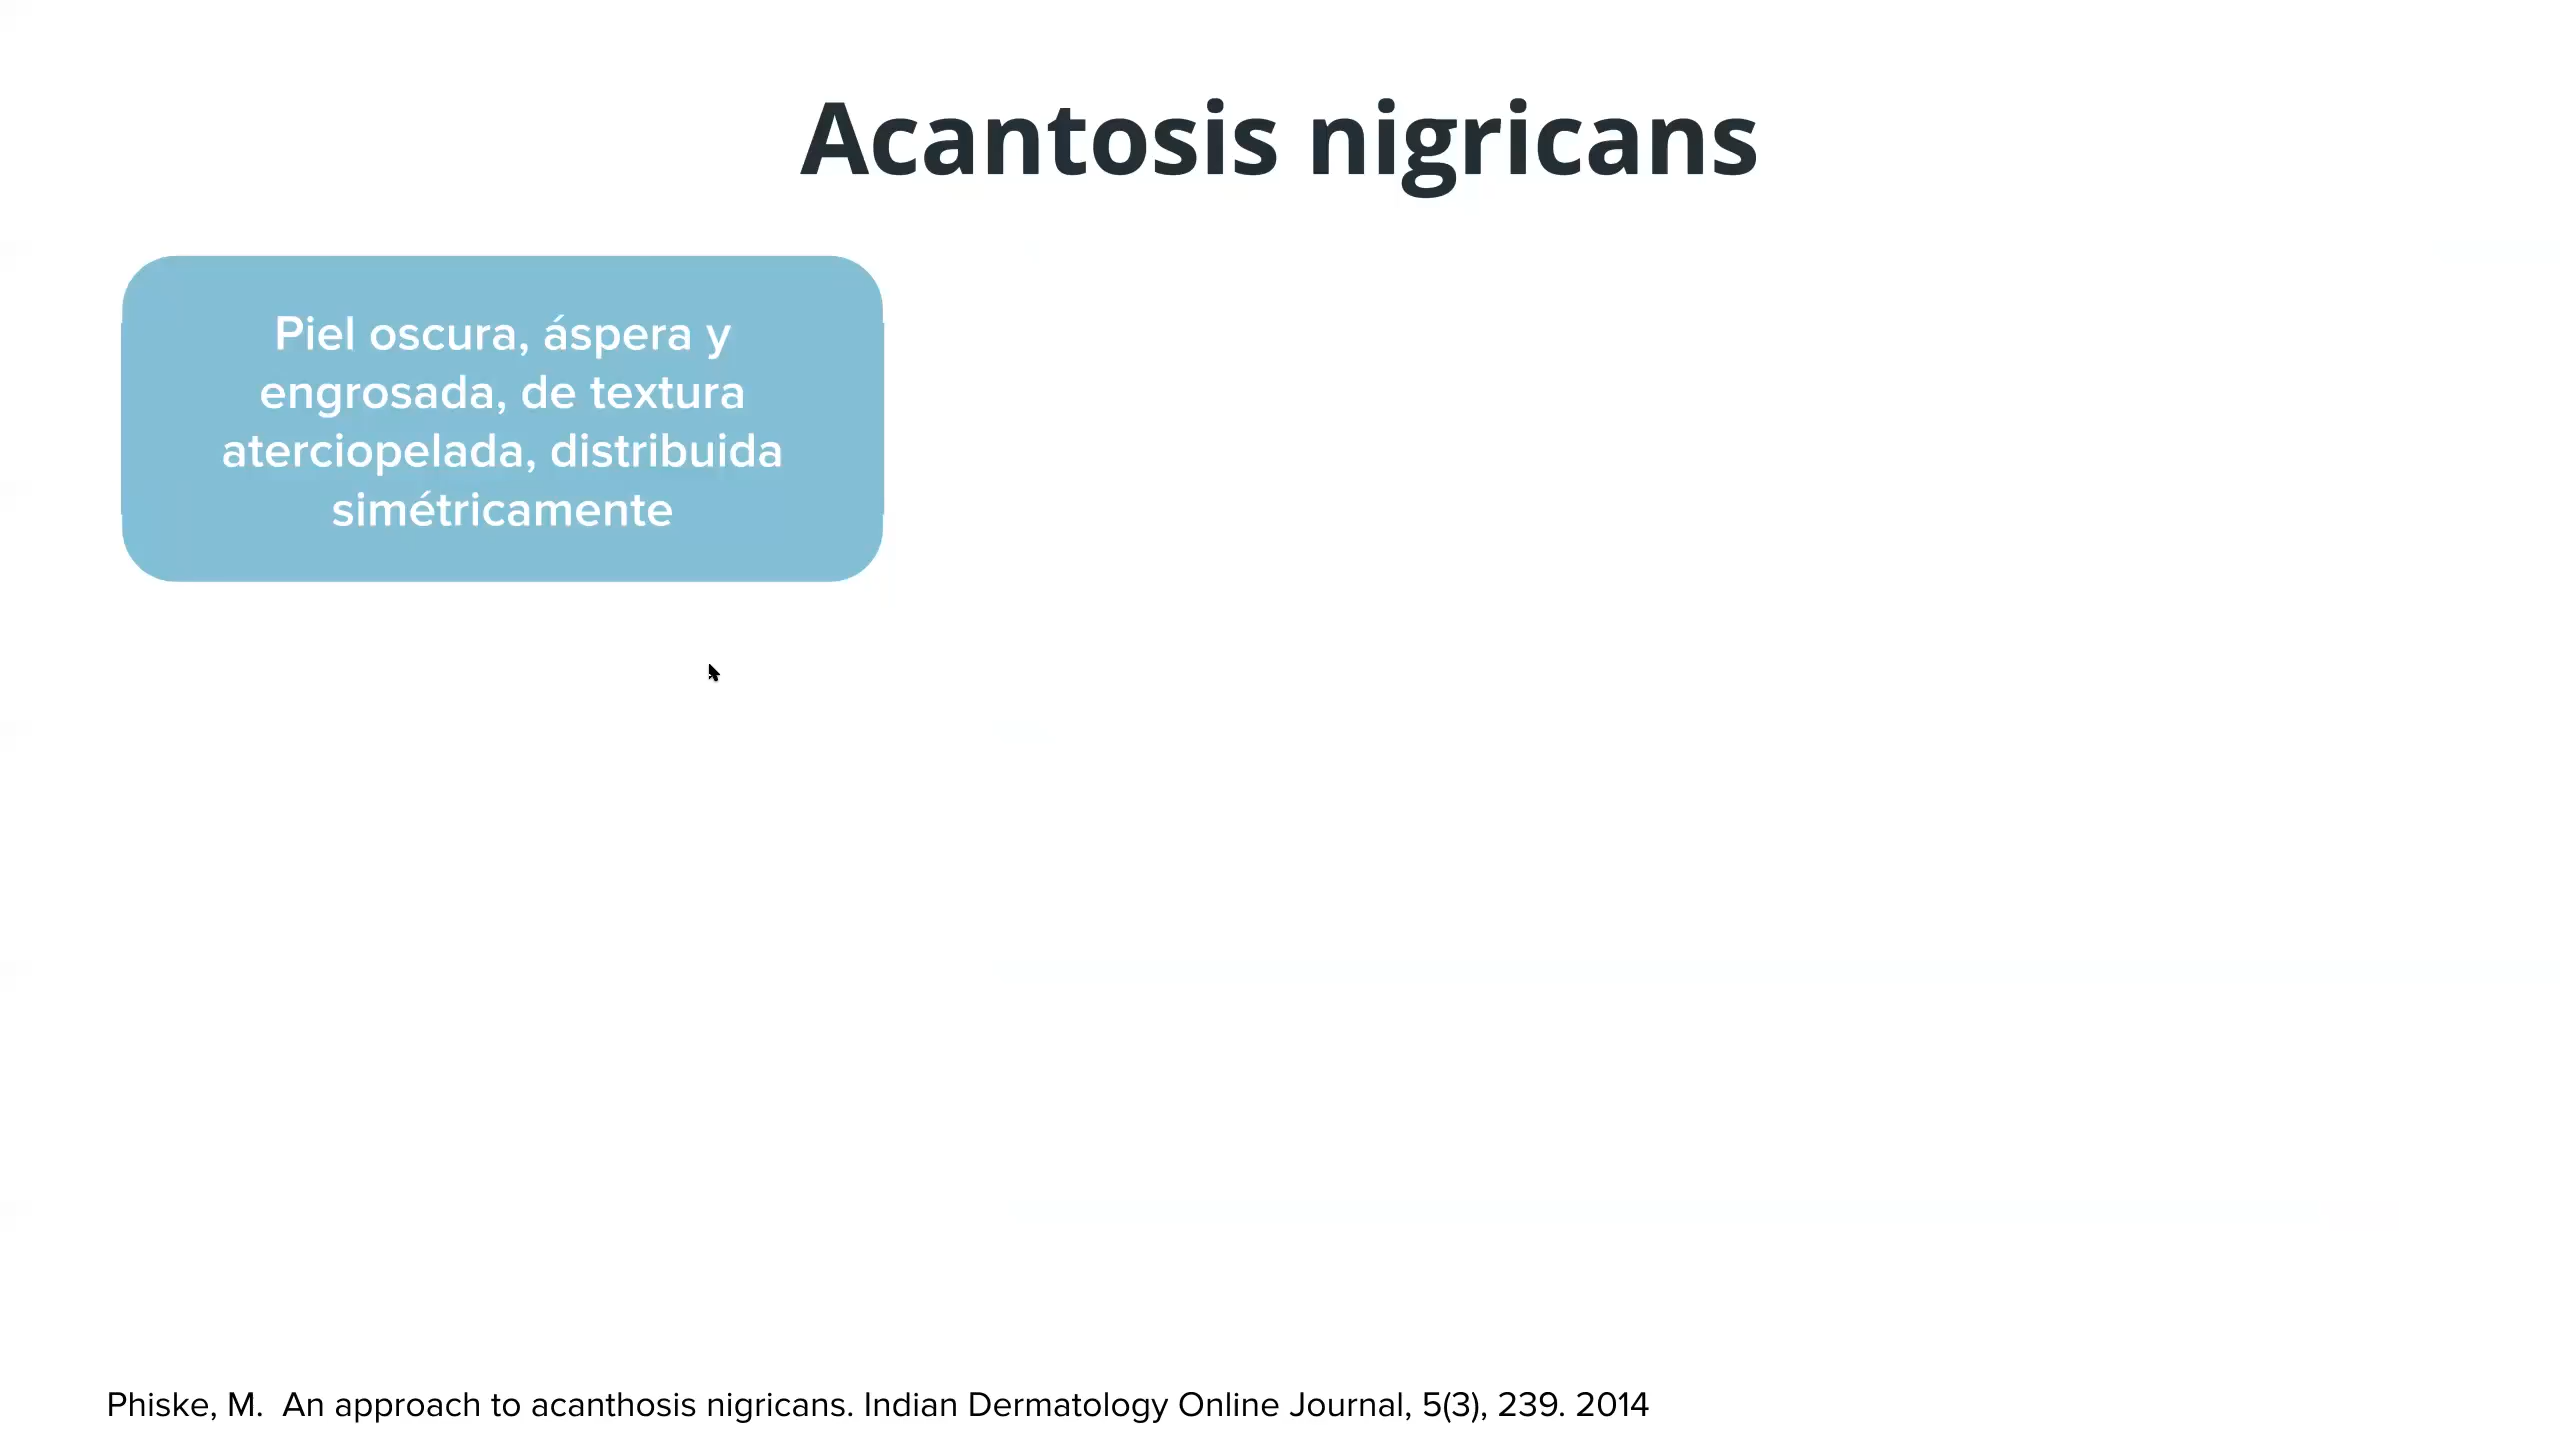 Acantosis nigricans
Piel oscura, áspera y
engrosada, de textura
aterciopelada, distribuida
simétricamente
Phiske, M.  An approach to acanthosis nigricans. Indian Dermatology Online Journal, 5(3), 239. 2014